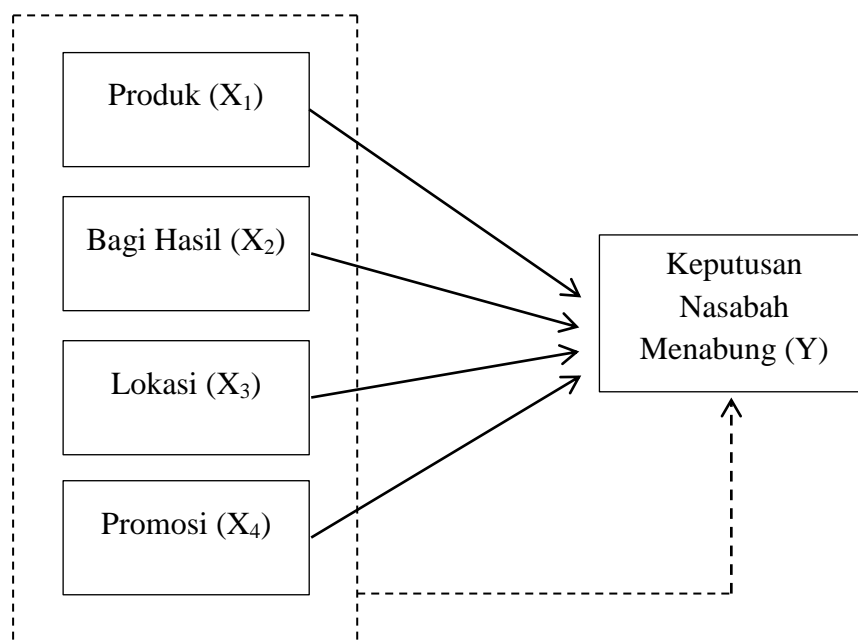 Produk (X₁)
Bagi Hasil (X₂)
Lokasi (X₃)
Promosi (X₄)
Keputusan
Nasabah
Menabung (Y)